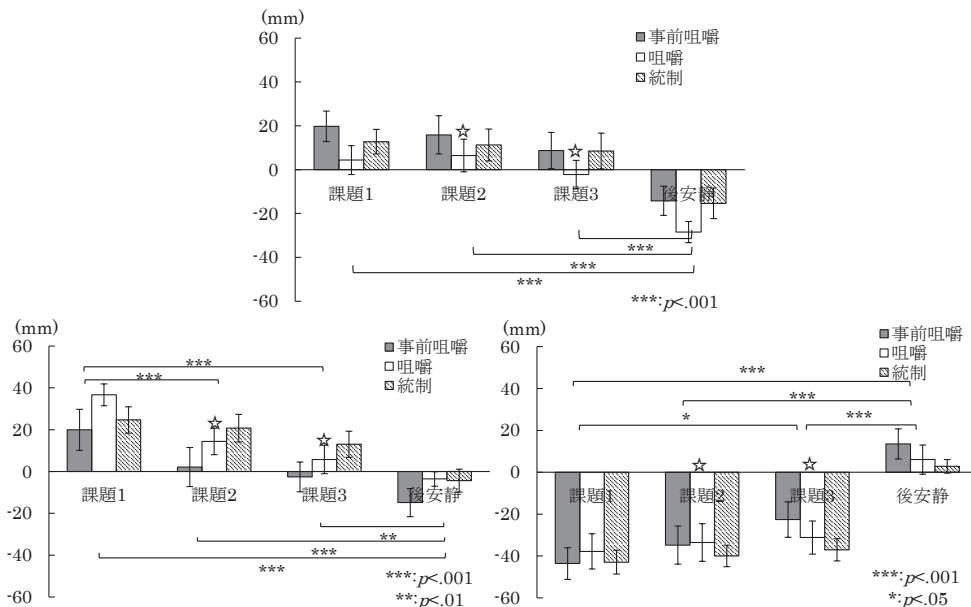 (mm)
60
40
20
0
-20
-40
-60
事前咀嚼
咀嚼
統制
☆
☆
課題1
課題2
課題3
後安静
***
***
***
***:p<.001
(mm)
60
40
20
0
-20
-40
-60
事前咀嚼
咀嚼
統制
***
***
☆
☆
課題1
課題2
課題3
後安静
**
***
***
***:p<.001
**:p<.01
(mm)
60
40
20
0
-20
-40
-60
事前咀嚼
咀嚼
統制
***
***
*
***
☆
☆
課題1
課題2
課題3
後安静
***:p<.001
*:p<.05